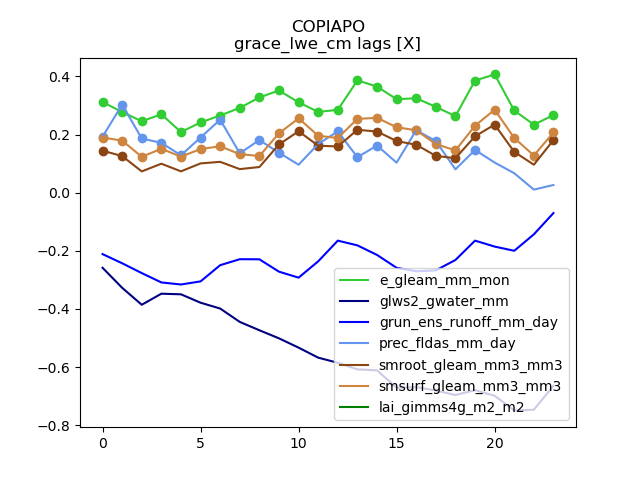 COPIAPO
grace_lwe_cm lags [X]
0.4
0.2
0.0
−0.2
−0.4
−0.6
−0.8
0 5 10 15 20
e_gleam_mm_mon
glws2_gwater_mm
grun_ens_runoff_mm_day
prec_fldas_mm_day
smroot_gleam_mm3_mm3
smsurf_gleam_mm3_mm3
lai_gimms4g_m2_m2